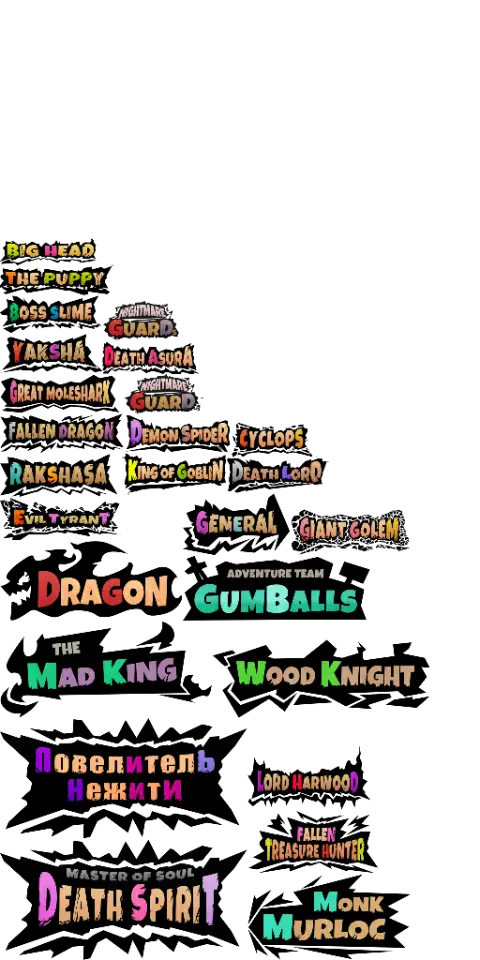 BIG HEAD
THE PUPPY
BOSS SLIME
NIGHTMARE
GUARD
YAKSHA
DEATH ASURA
GREAT MOLESHARK
NIGHTMARE
GUARD
FALLEN DRAGON
DEMON SPIDER
CYCLOPS
RAKSHASA
KING OF GOBLIN
DEATH LORD
EVIL TYRANT
GENERAL
GIANT GOLEM
DRAGON
ADVENTURE TEAM
GUMBALLS
THE
MAD KING
WOOD KNIGHT
Повелитель
Нежити
LORD HARWOOD
FALLEN
TREASURE HUNTER
MASTER OF SOUL
DEATH SPIRIT
MONK
MURLOC